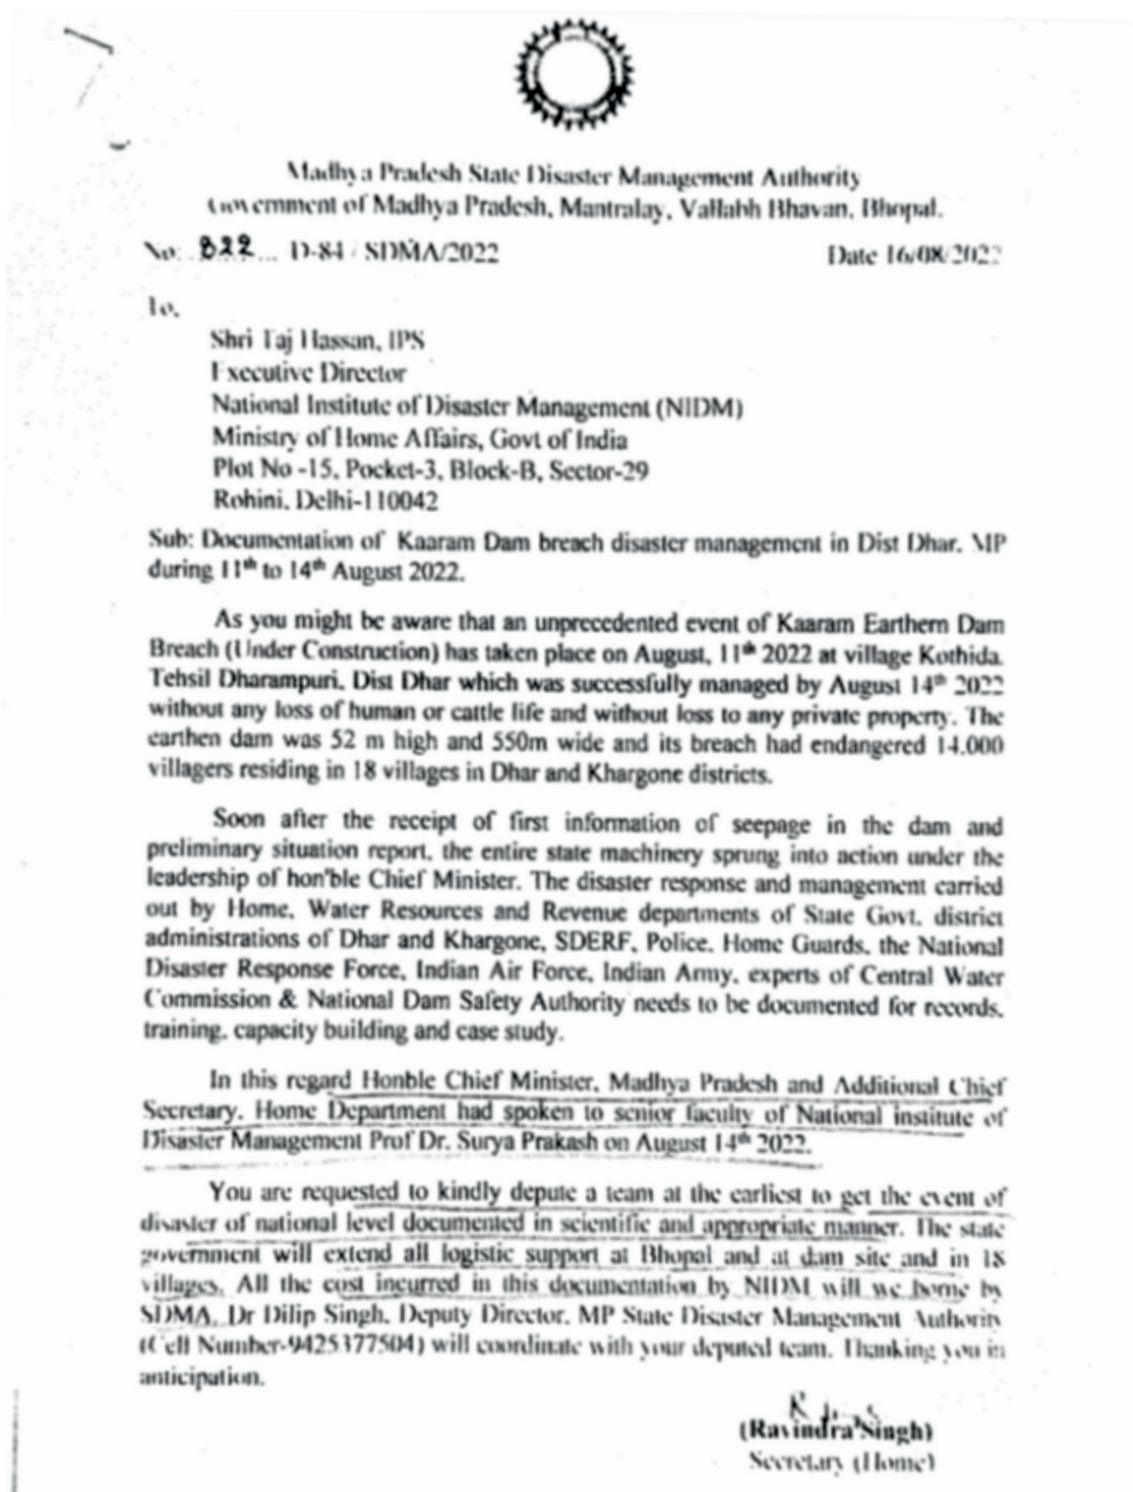 Madhya Pradesh State Disaster Management Authority
Government of Madhya Pradesh, Mantralay, Vallabh Bhavan, Bhopal.
No: 822 D-84 / SDMA/2022 Date 16/08/2022
To,
Shri Taj Hassan, IPS
Executive Director
National Institute of Disaster Management (NIDM)
Ministry of Home Affairs, Govt of India
Plot No -15, Pocket-3, Block-B, Sector-29
Rohini, Delhi-110042
Sub: Documentation of Kaaram Dam breach disaster management in Dist Dhar, MP
during 11th to 14th August 2022.
As you might be aware that an unprecedented event of Kaaram Earthern Dam
Breach (Under Construction) has taken place on August, 11th 2022 at village Kothida,
Tehsil Dharampuri, Dist Dhar which was successfully managed by August 14th 2022
without any loss of human or cattle life and without loss to any private property. The
earthen dam was 52 m high and 550m wide and its breach had endangered 14,000
villagers residing in 18 villages in Dhar and Khargone districts.
Soon after the receipt of first information of seepage in the dam and
preliminary situation report, the entire state machinery sprung into action under the
leadership of hon'ble Chief Minister. The disaster response and management carried
out by Home, Water Resources and Revenue departments of State Govt, district
administrations of Dhar and Khargone, SDERF, Police, Home Guards, the National
Disaster Response Force, Indian Air Force, Indian Army, experts of Central Water
Commission & National Dam Safety Authority needs to be documented for records,
training, capacity building and case study.
In this regard Honble Chief Minister, Madhya Pradesh and Additional Chief
Secretary, Home Department had spoken to senior faculty of National institute of
Disaster Management Prof Dr. Surya Prakash on August 14th 2022.
You are requested to kindly depute a team at the earliest to get the event of
disaster of national level documented in scientific and appropriate manner. The state
government will extend all logistic support at Bhopal and at dam site and in 18
villages. All the cost incurred in this documentation by NIDM will we borne by
SDMA. Dr Dilip Singh, Deputy Director, MP State Disaster Management Authority
(Cell Number-9425377504) will coordinate with your deputed team. Thanking you in
anticipation.
(Ravindra Singh)
Secretary (Home)